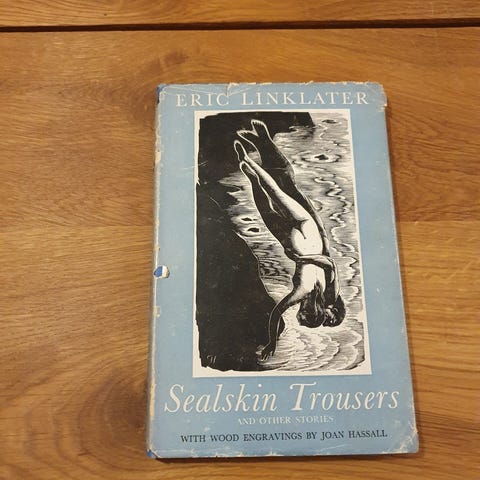 ERIC LINKLATER
Sealskin Trousers
AND OTHER STORIES
WITH WOOD ENGRAVINGS BY JOAN HASSALL